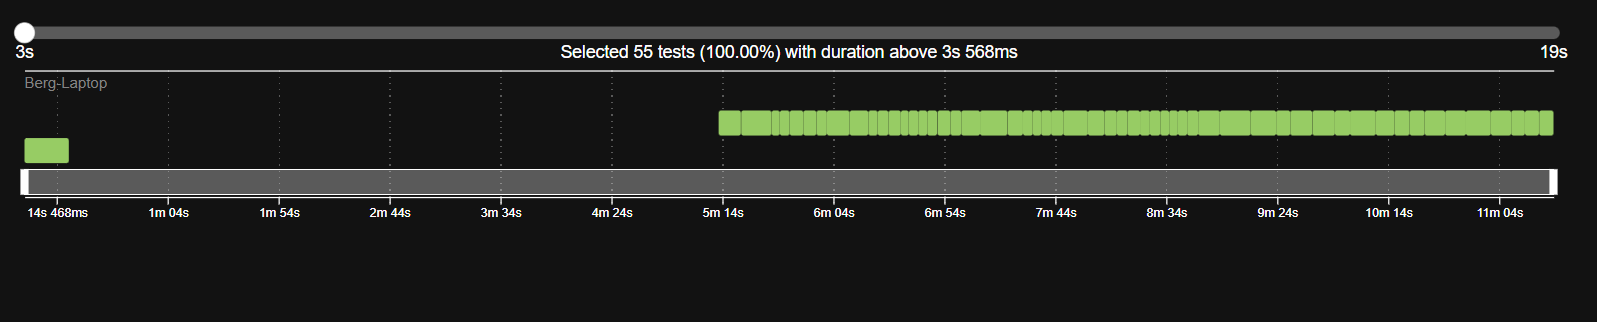 3s Selected 55 tests (100.00%) with duration above 3s 568ms 19s
Berg-Laptop
14s 468ms 1m 04s 1m 54s 2m 44s 3m 34s 4m 24s 5m 14s 6m 04s 6m 54s 7m 44s 8m 34s 9m 24s 10m 14s 11m 04s